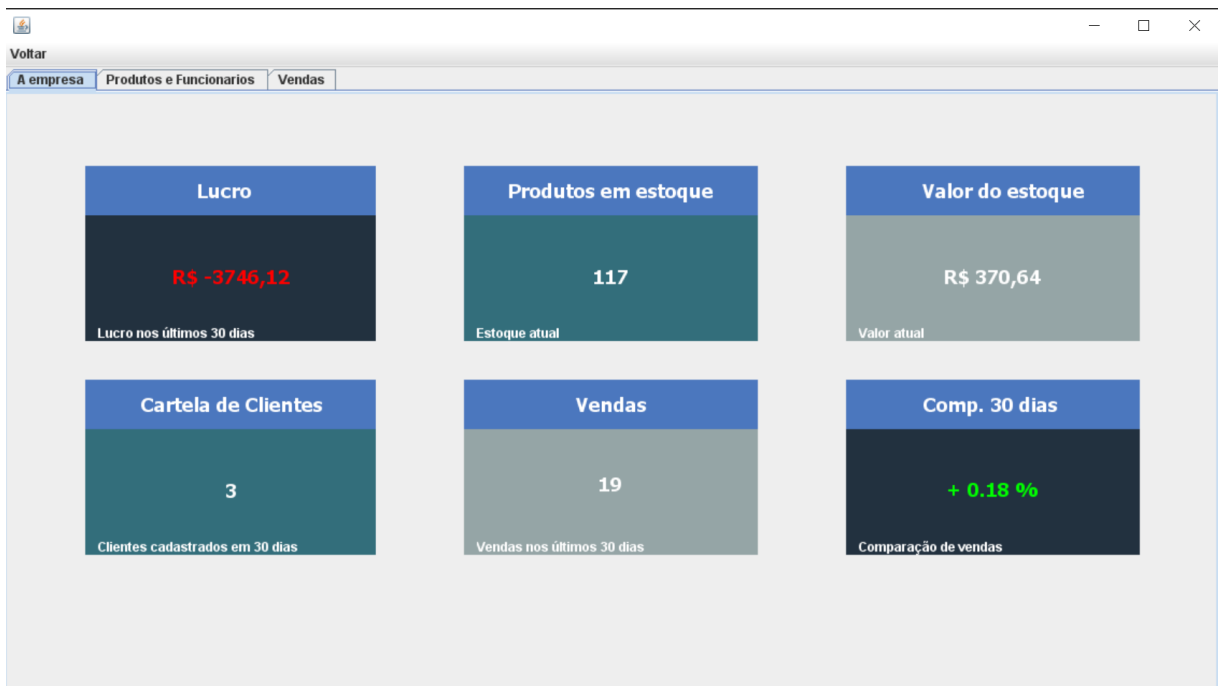 Voltar
A empresa
Produtos e Funcionarios
Vendas
Lucro
R$ -3746,12
Lucro nos últimos 30 dias
Produtos em estoque
117
Estoque atual
Valor do estoque
R$ 370,64
Valor atual
Cartela de Clientes
3
Clientes cadastrados em 30 dias
Vendas
19
Vendas nos últimos 30 dias
Comp. 30 dias
+ 0.18 %
Comparação de vendas